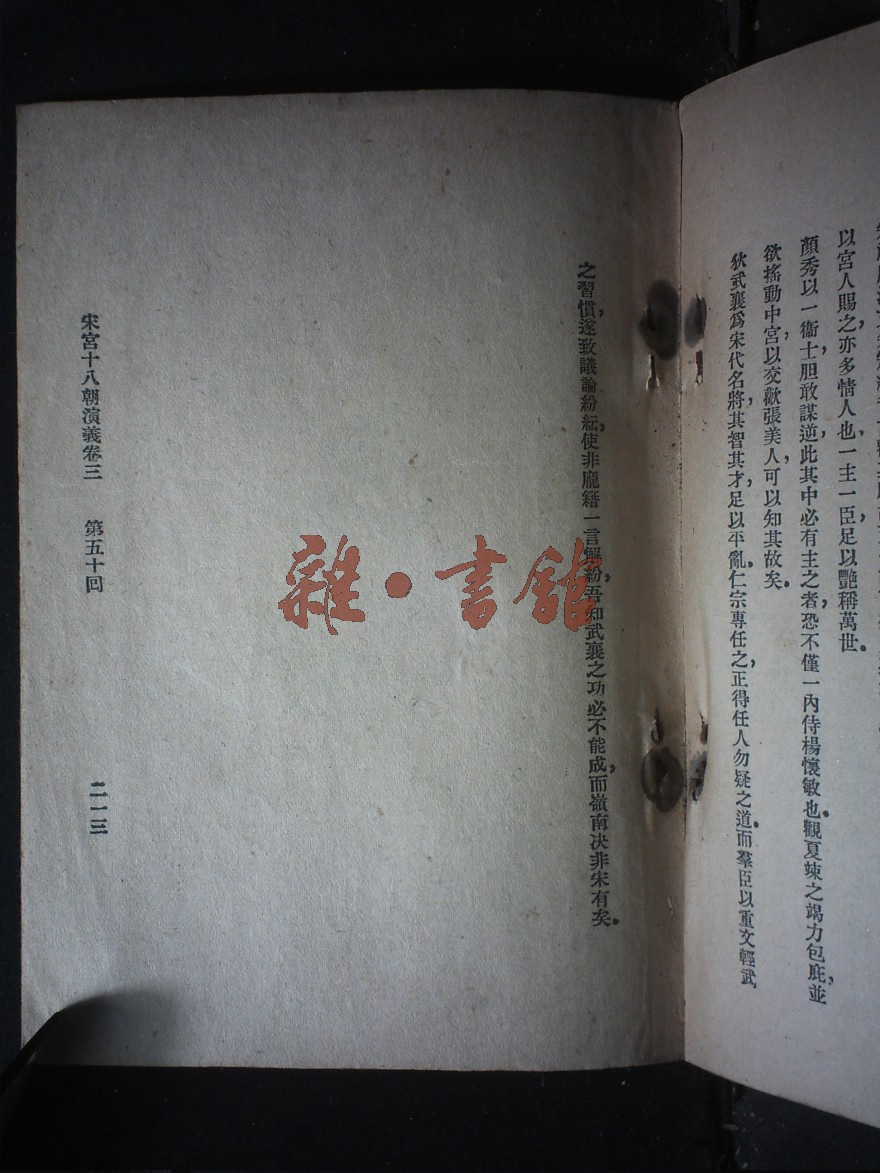 以宮人賜之，亦多情人也，一主一臣，足以艷稱萬世。
顏秀以一衞士，胆敢謀逆，此其中必有主之者，恐不僅一內侍楊懷敏也。觀夏竦之竭力包庇，並
欲搖動中宮，以交歡張美人，可以知其故矣。
狄武襄爲宋代名將，其智其才，足以平亂。仁宗專任之，正得任人勿疑之道。而羣臣以重文輕武
之習慣，遂致議論紛紜，使非龐籍一言解紛，吾知武襄之功必不能成，而嶺南决非宋有矣。
宋宮十八朝演義卷三　第五十回
二一三
雜・書館